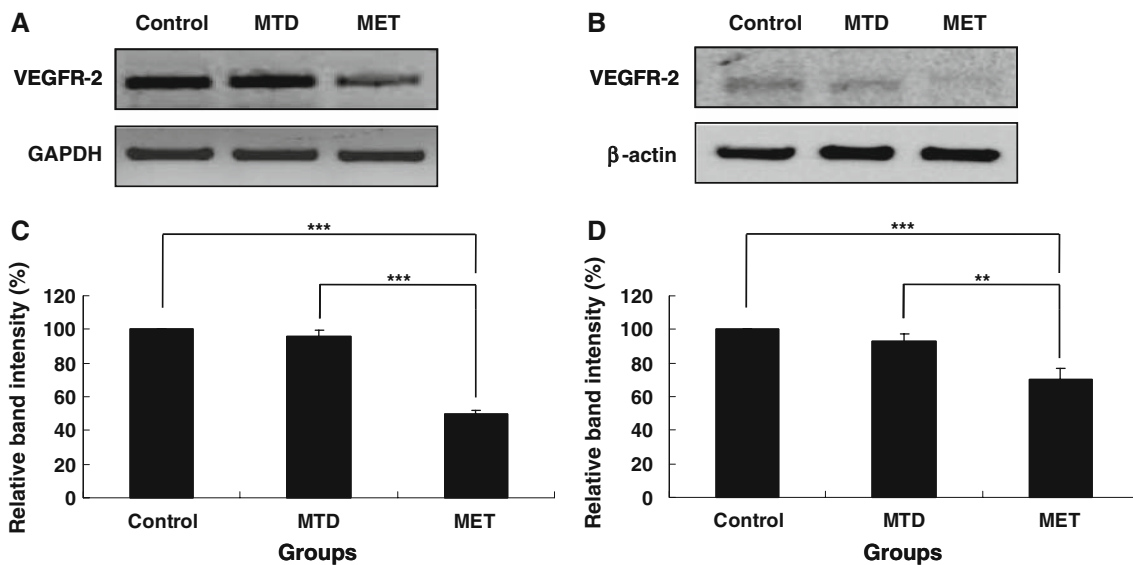 A
Control MTD MET
VEGFR-2
GAPDH
B
Control MTD MET
VEGFR-2
β-actin
C
***
***
Relative band intensity (%)
120
100
80
60
40
20
0
Control MTD MET
Groups
D
***
**
Relative band intensity (%)
120
100
80
60
40
20
0
Control MTD MET
Groups